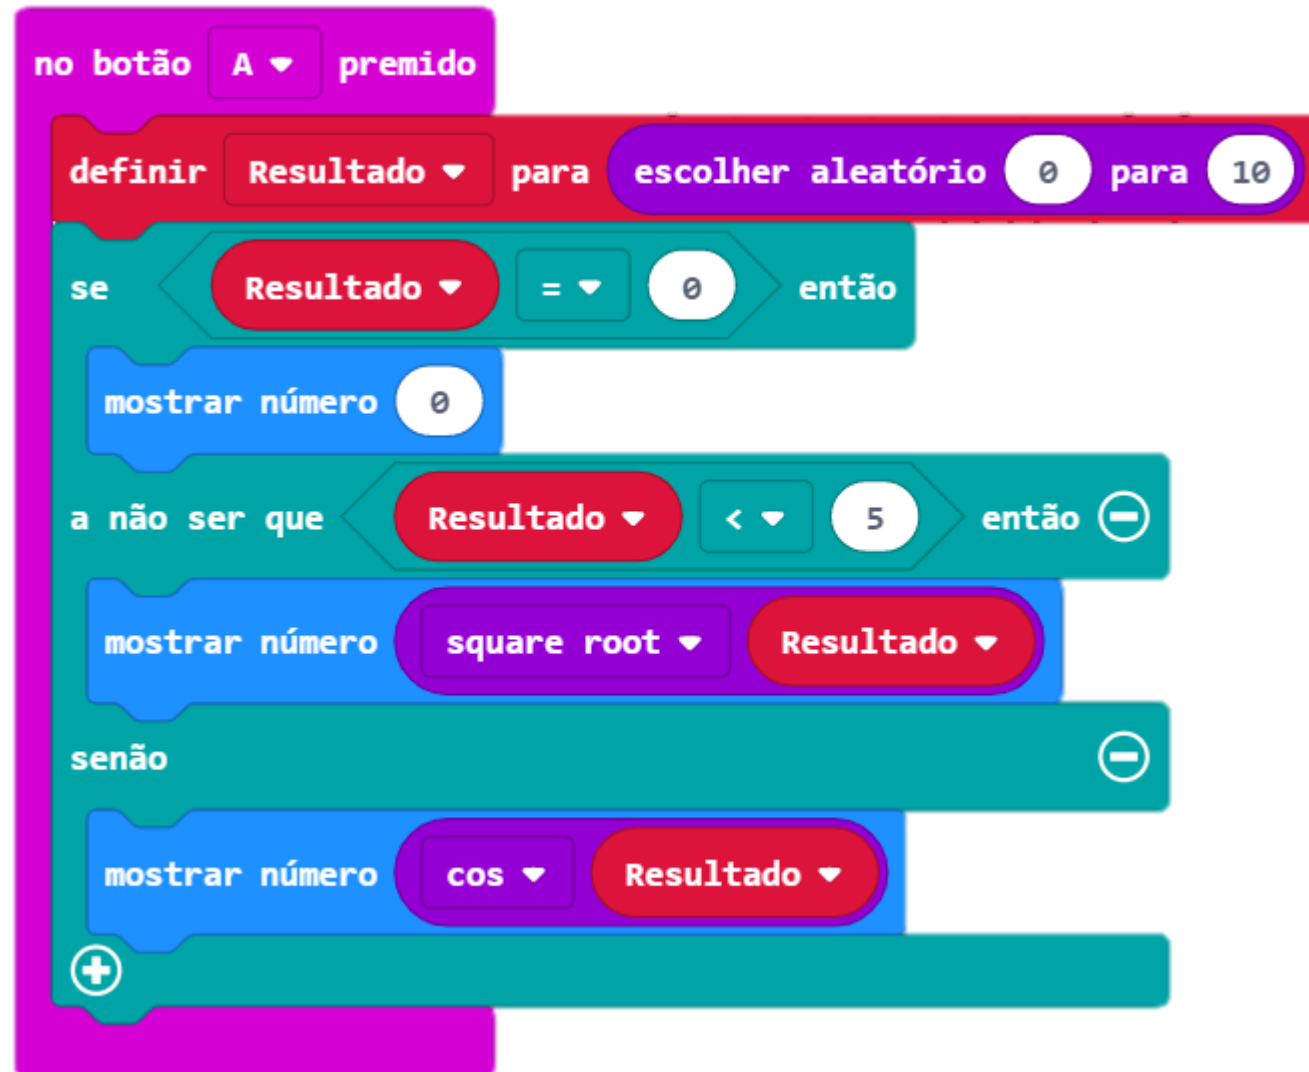 no botão A premido
definir Resultado para escolher aleatório 0 para 10
se Resultado = 0 então
mostrar número 0
a não ser que Resultado < 5 então
mostrar número square root Resultado
senão
mostrar número cos Resultado